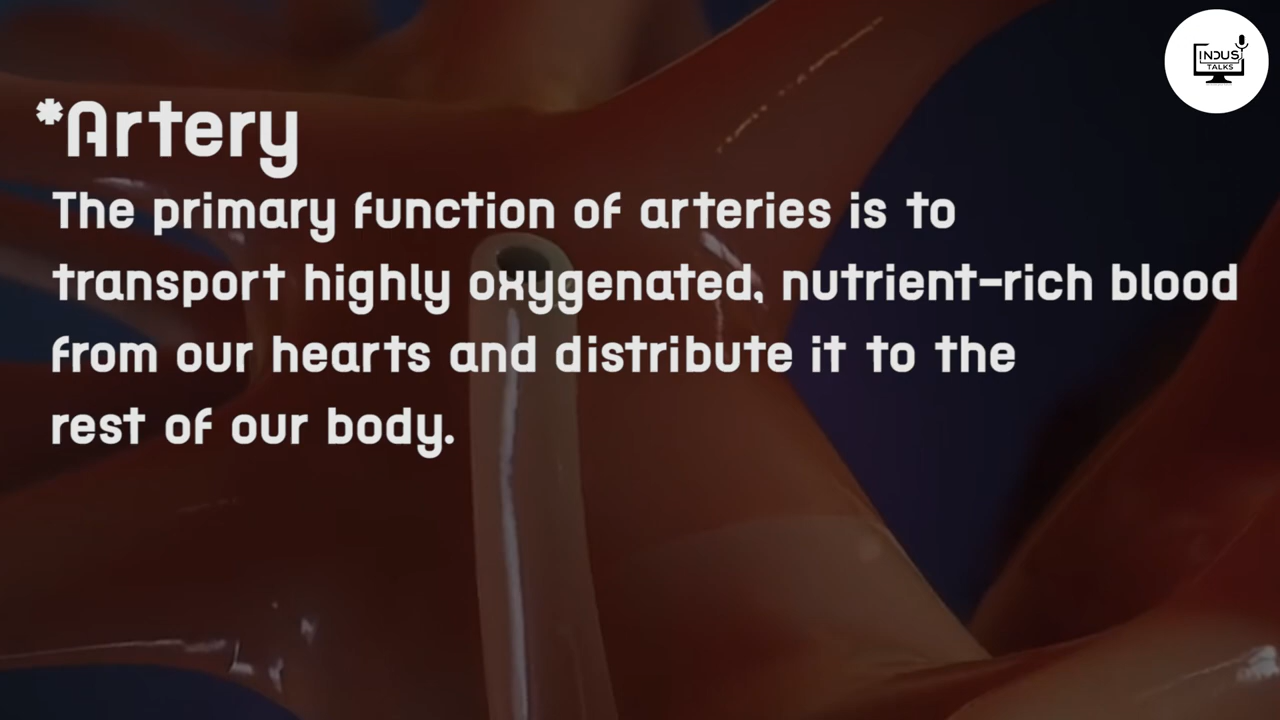 *Artery
The primary function of arteries is to
transport highly oxygenated, nutrient-rich blood
from our hearts and distribute it to the
rest of our body.
INDUS
TALKS